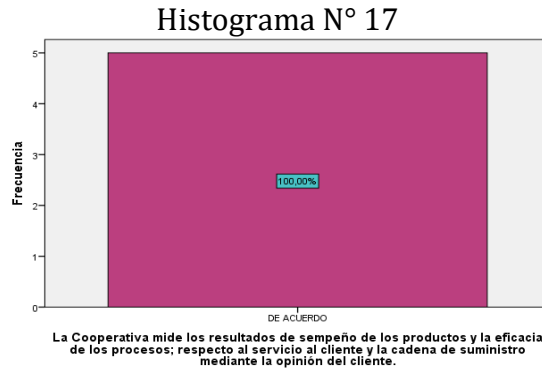 Histograma N° 17
5
4
3
2
1
0
Frecuencia
100,00%
DE ACUERDO
La Cooperativa mide los resultados de sempeño de los productos y la eficacia
de los procesos; respecto al servicio al cliente y la cadena de suministro
mediante la opinión del cliente.